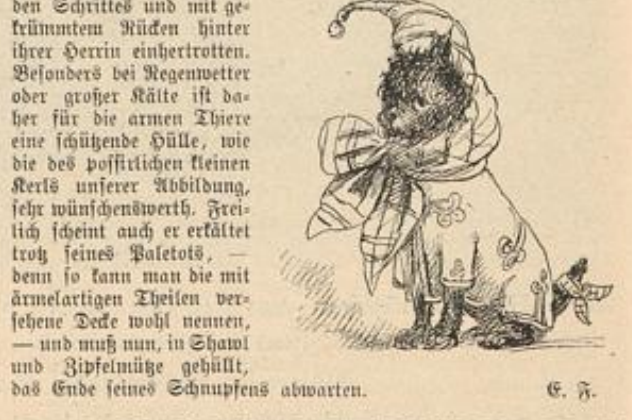 den Schrittes und mit ge-
krümmtem Rücken hinter
ihrer Herrin einhertrotten.
Besonders bei Regenwetter
oder großer Kälte ist da-
her für die armen Thiere
eine schützende Hülle, wie
die des possirlichen kleinen
Kerls unserer Abbildung,
sehr wünschenswerth. Frei-
lich scheint auch er erkältet
trotz seines Paletots, —
denn so kann man die mit
ärmelartigen Theilen ver-
sehene Decke wohl nennen,
— und muß nun, in Shawl
und Zipfelmütze gehüllt,
das Ende seines Schnupfens abwarten. E. F.